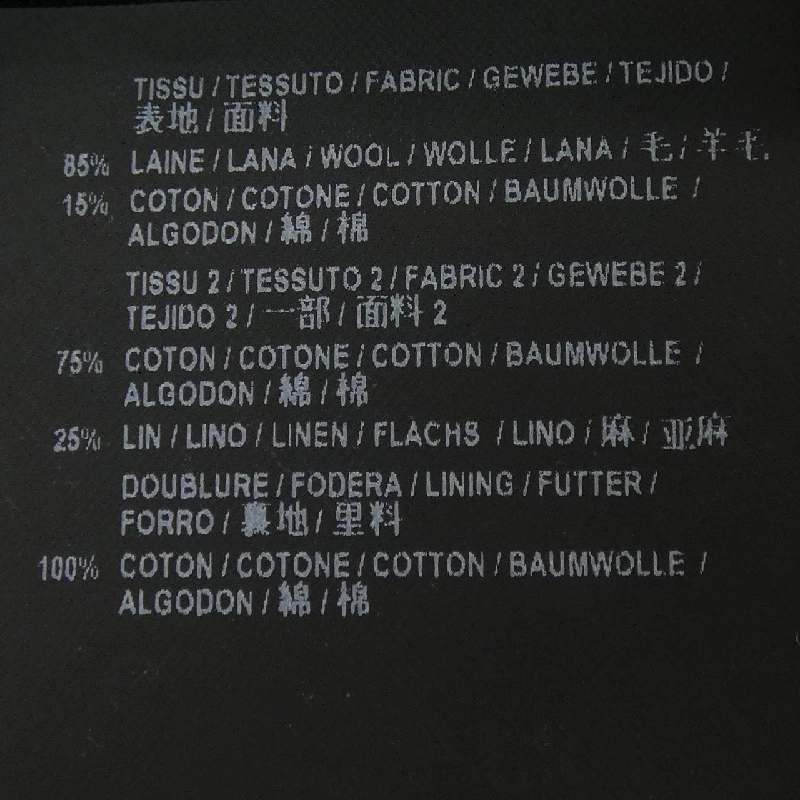 TISSU / TESSUTO / FABRIC / GEWEBE / TEJIDO /
表地 / 面料
85% LAINE / LANA / WOOL / WOLLE / LANA / 毛 / 羊毛
15% COTON / COTONE / COTTON / BAUMWOLLE /
ALGODON / 綿 / 棉
TISSU 2 / TESSUTO 2 / FABRIC 2 / GEWEBE 2 /
TEJIDO 2 / 一部 / 面料 2
75% COTON / COTONE / COTTON / BAUMWOLLE /
ALGODON / 綿 / 棉
25% LIN / LINO / LINEN / FLACHS / LINO / 麻 / 亚麻
DOUBLURE / FODERA / LINING / FUTTER /
FORRO / 裏地 / 里料
100% COTON / COTONE / COTTON / BAUMWOLLE /
ALGODON / 綿 / 棉